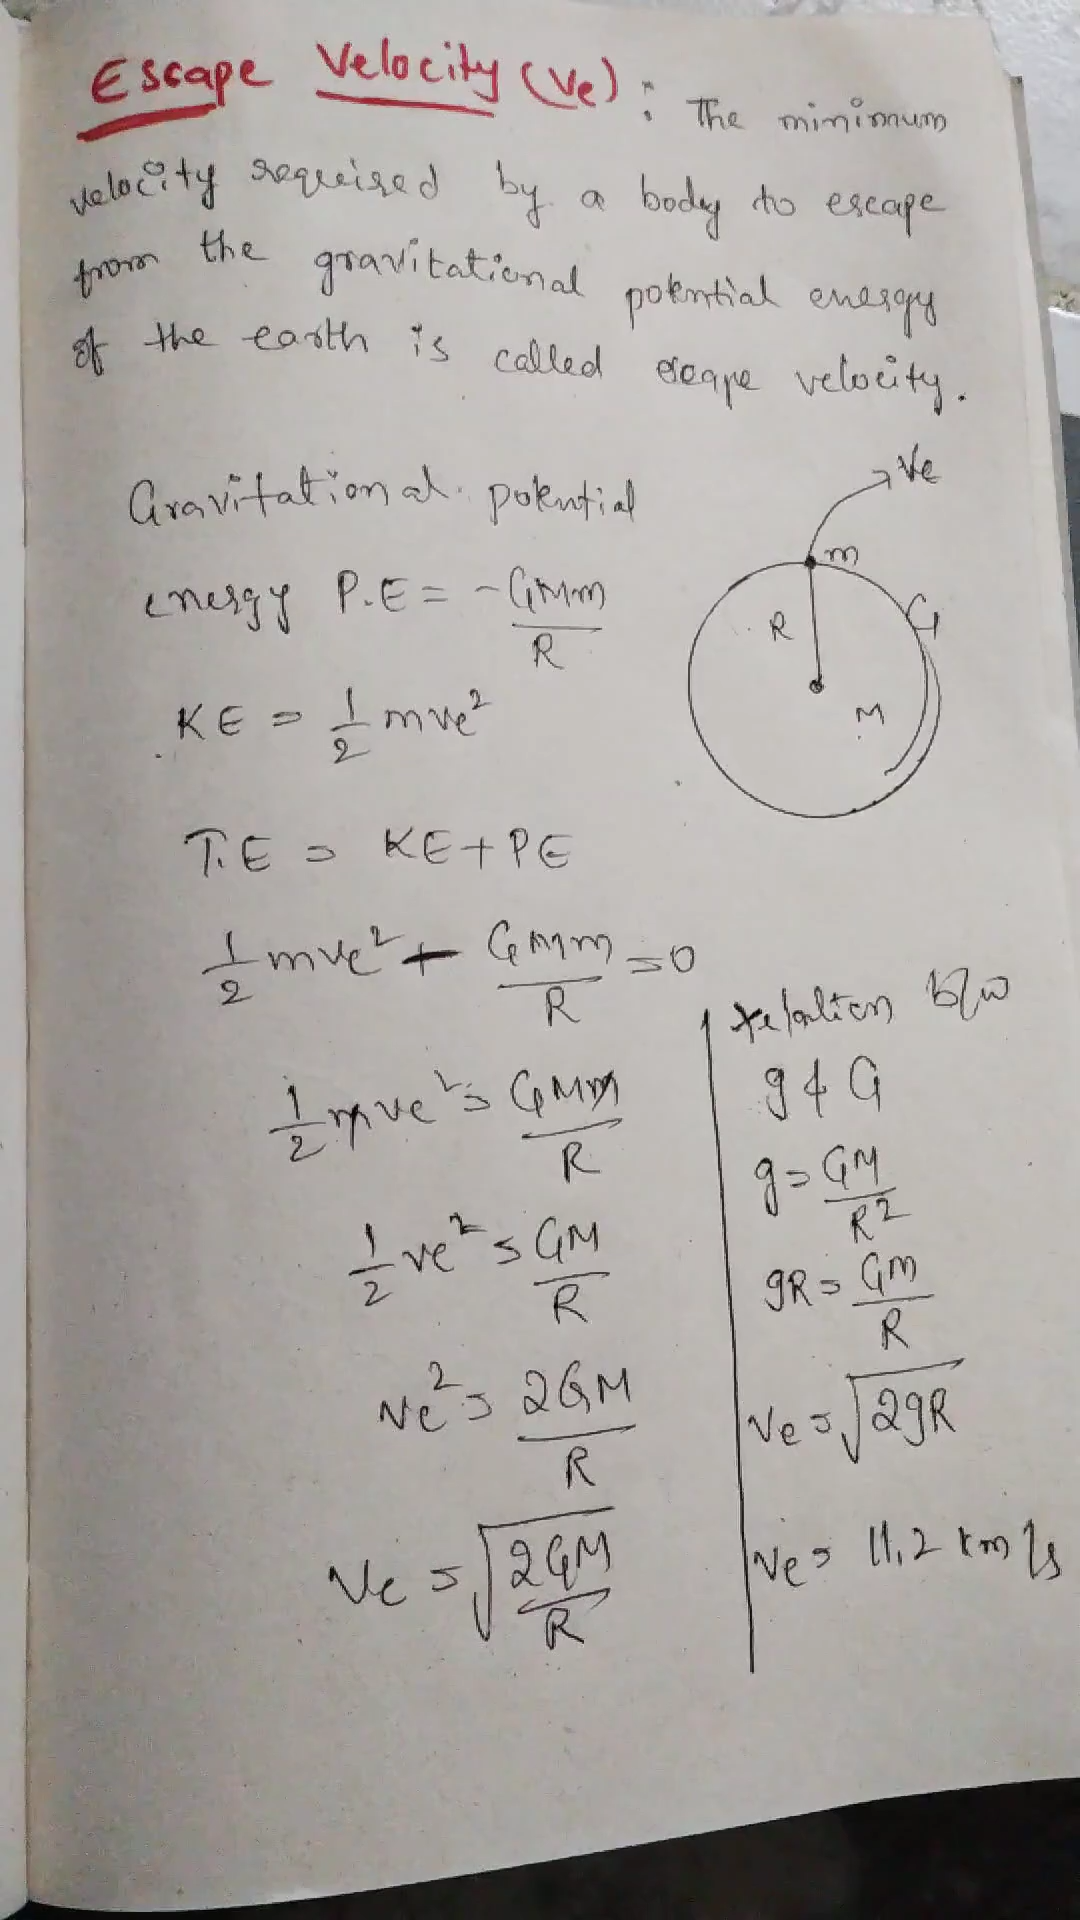 Escape Velocity (Ve) : The minimum
velocity required by a body to escape
from the gravitational potential energy
of the earth is called escape velocity.
Ve
m
R
G
M
Gravitational potential
energy P.E = -GMm/R
KE = 1/2 mve²
T.E = KE + PE
1/2 mve² + GMm/R = 0
1/2 mve² = GMm/R
1/2 ve² = GM/R
ve² = 2GM/R
Ve = √2GM/R
relation b/w
g & G
g = GM/R²
gR = GM/R
Ve = √2gR
Ve = 11.2 km/s